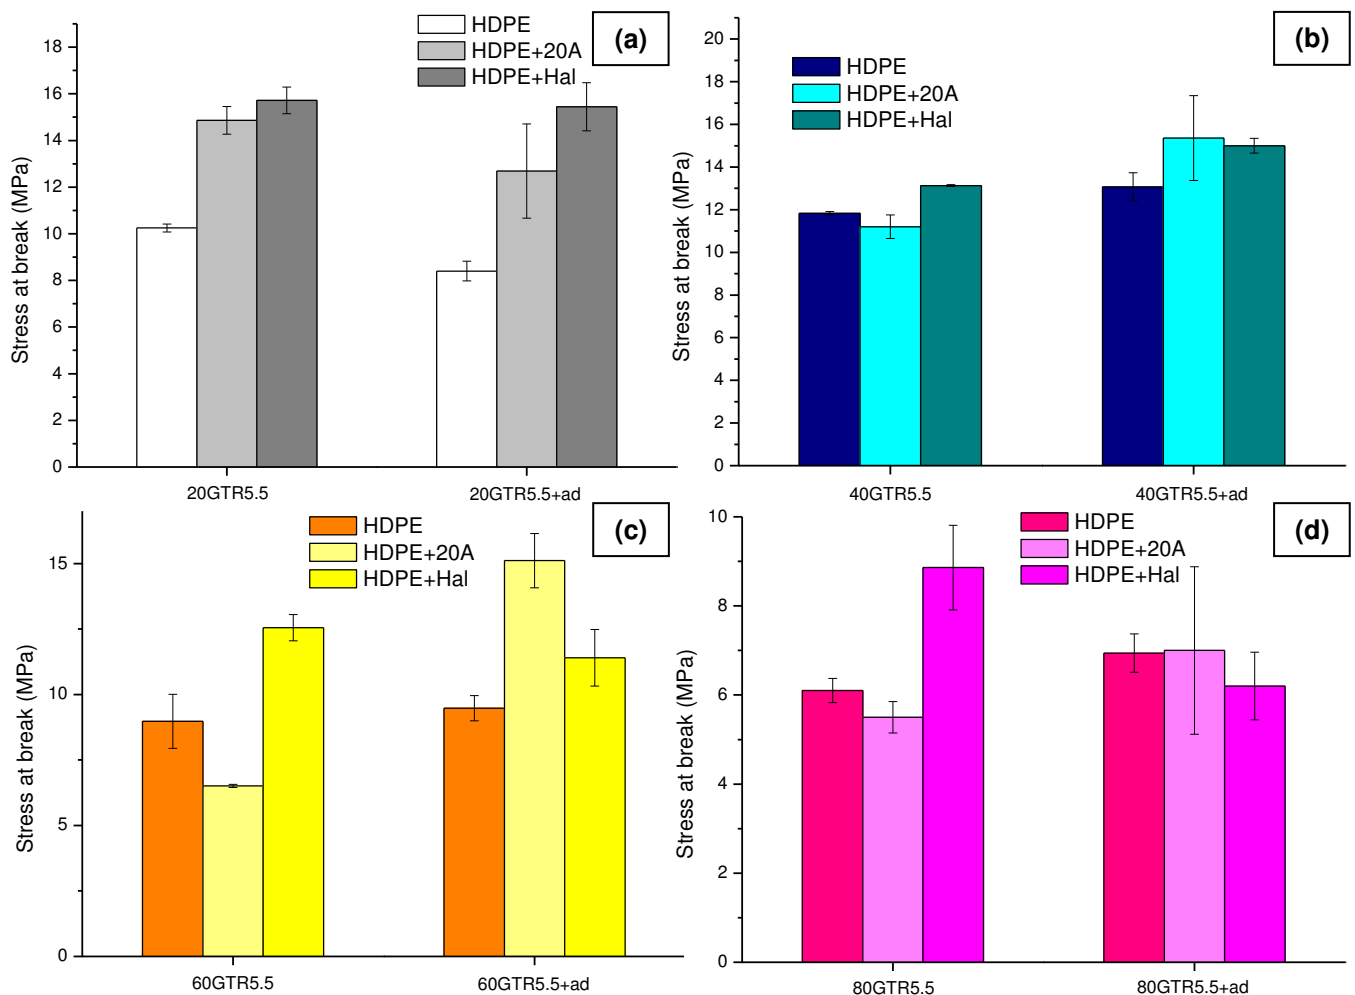 (a)
HDPE
HDPE+20A
HDPE+Hal
Stress at break (MPa)
18
16
14
12
10
8
6
4
2
0
20GTR5.5
20GTR5.5+ad
(b)
HDPE
HDPE+20A
HDPE+Hal
Stress at break (MPa)
20
18
16
14
12
10
8
6
4
2
0
40GTR5.5
40GTR5.5+ad
(c)
HDPE
HDPE+20A
HDPE+Hal
Stress at break (MPa)
15
10
5
0
60GTR5.5
60GTR5.5+ad
(d)
HDPE
HDPE+20A
HDPE+Hal
Stress at break (MPa)
10
8
6
4
2
0
80GTR5.5
80GTR5.5+ad